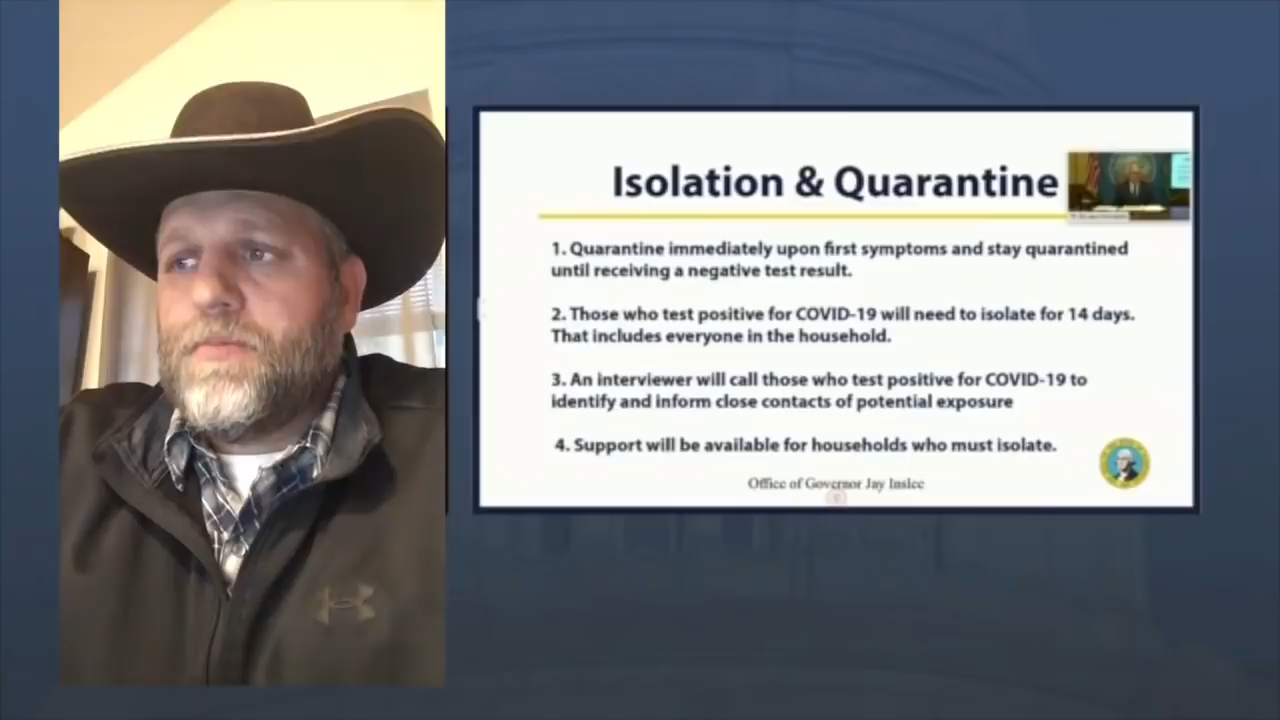 Isolation & Quarantine
1. Quarantine immediately upon first symptoms and stay quarantined
until receiving a negative test result.
2. Those who test positive for COVID-19 will need to isolate for 14 days.
That includes everyone in the household.
3. An interviewer will call those who test positive for COVID-19 to
identify and inform close contacts of potential exposure
4. Support will be available for households who must isolate.
Office of Governor Jay Inslee